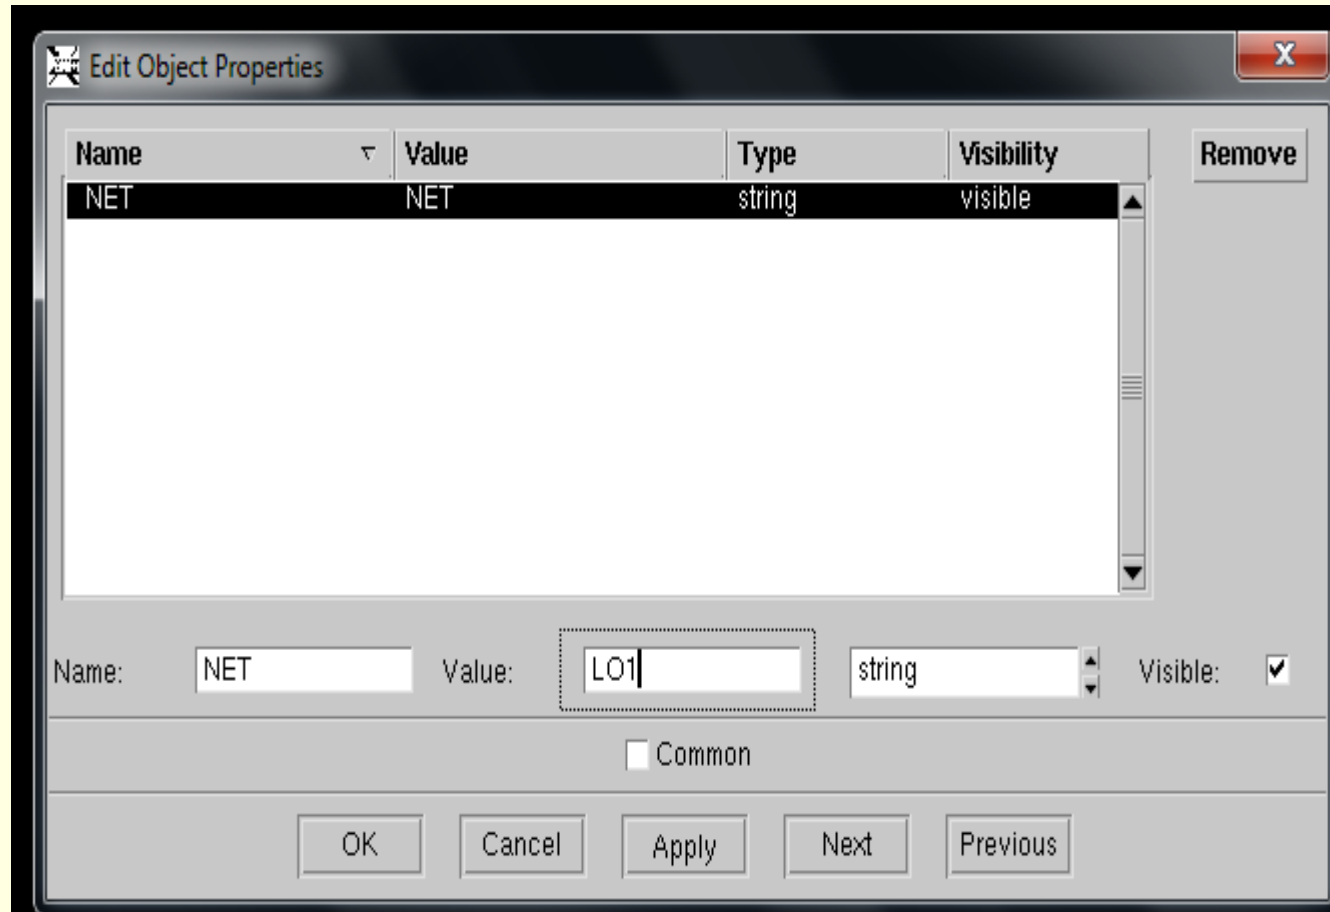 Edit Object Properties
Name Value Type Visibility Remove
NET NET string visible
Name: NET Value: LO1 string Visible:
Common
OK Cancel Apply Next Previous